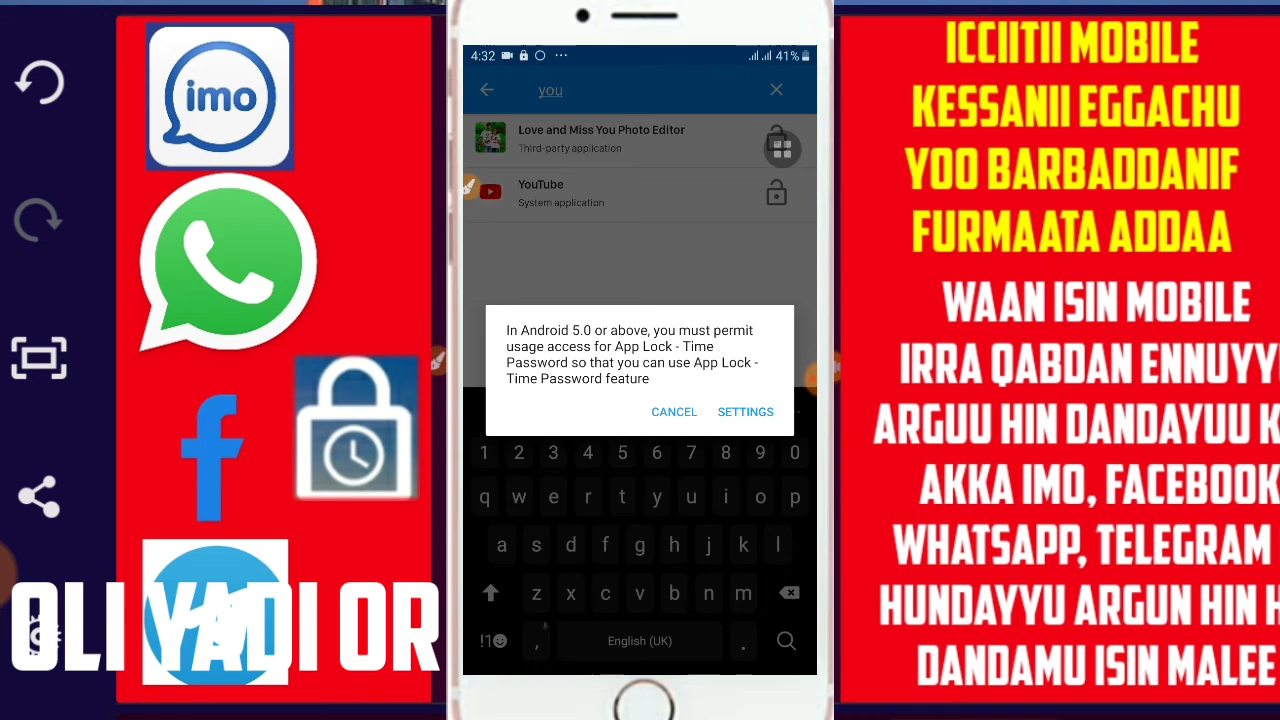 imo
OLI YADI OR
4:32
41%
you
Love and Miss You Photo Editor
Third-party application
YouTube
System application
In Android 5.0 or above, you must permit
usage access for App Lock - Time
Password so that you can use App Lock -
Time Password feature
CANCEL SETTINGS
1 2 3 4 5 6 7 8 9 0
q w e r t y u i o p
a s d f g h j k l
z x c v b n m
!1 , English (UK) .
ICCIITII MOBILE
KESSANII EGGACHU
YOO BARBADDANIF
FURMAATA ADDAA
WAAN ISIN MOBILE
IRRA QABDAN ENNUYY
ARGUU HIN DANDAYUU K
AKKA IMO, FACEBOOK
WHATSAPP, TELEGRAM
HUNDAYYU ARGUN HIN H
DANDAMU ISIN MALEE